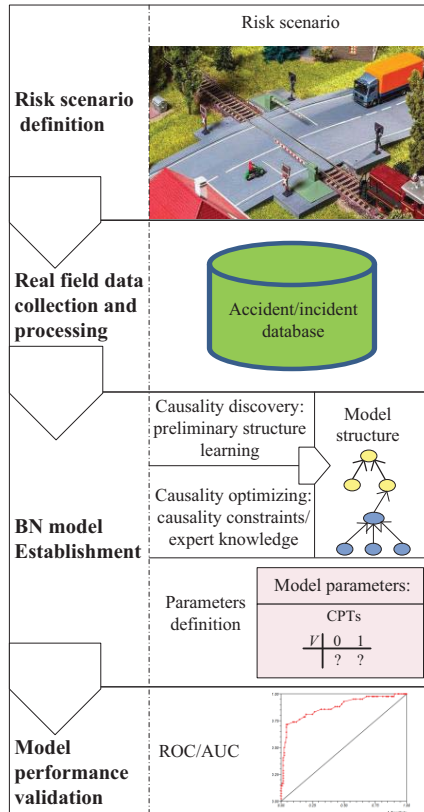 Risk scenario
Risk scenario
definition
Real field data
collection and
processing
Accident/incident
database
BN model
Establishment
Causality discovery:
preliminary structure
learning
Causality optimizing:
causality constraints/
expert knowledge
Model
structure
Parameters
definition
Model parameters:
CPTs
V 0 1
? ?
Model
performance
validation
ROC/AUC